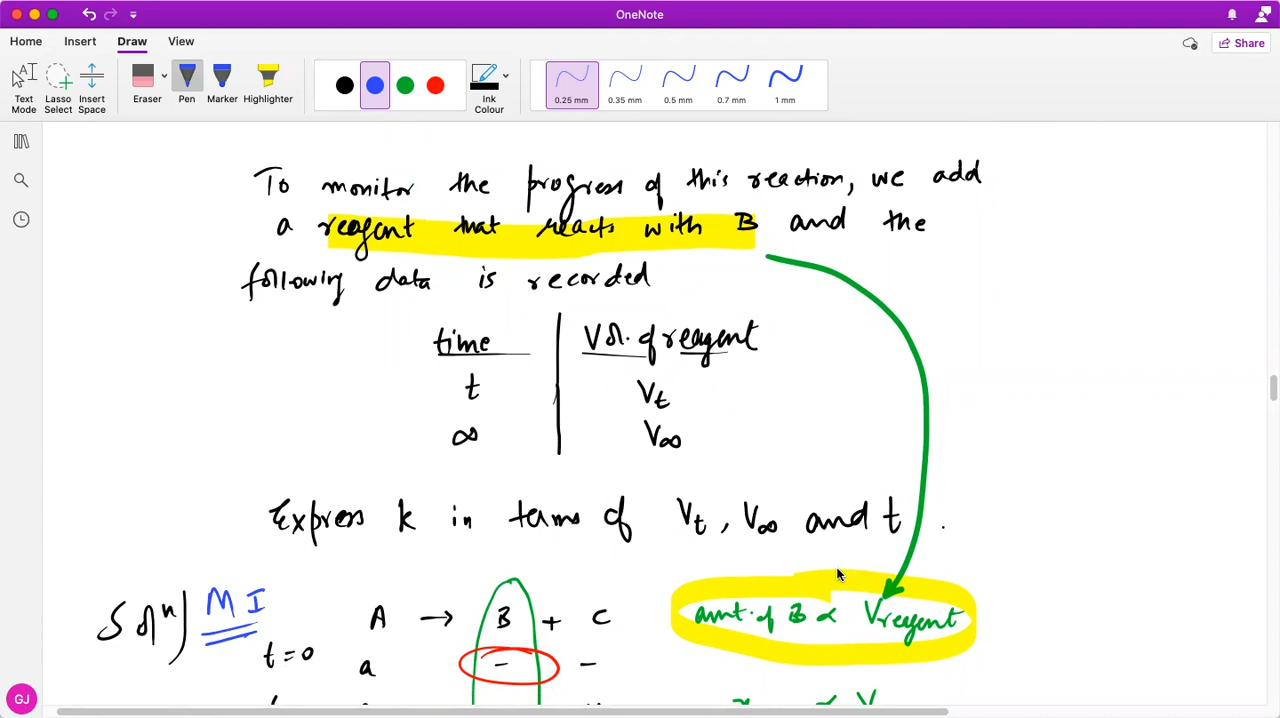 OneNote
Home Insert Draw View
Share
Text Mode
Lasso Select
Insert Space
Eraser
Pen
Marker
Highlighter
Ink Colour
0.25 mm 0.35 mm 0.5 mm 0.7 mm 1 mm
To monitor the progress of this reaction, we add
a reagent that reacts with B and the
following data is recorded
time Vol. of reagent
t Vt
∞ V∞
Express k in terms of Vt, V∞ and t .
Solⁿ) M I A → B + C amt. of B ∝ Vreagent
t=0 a - -
GJ